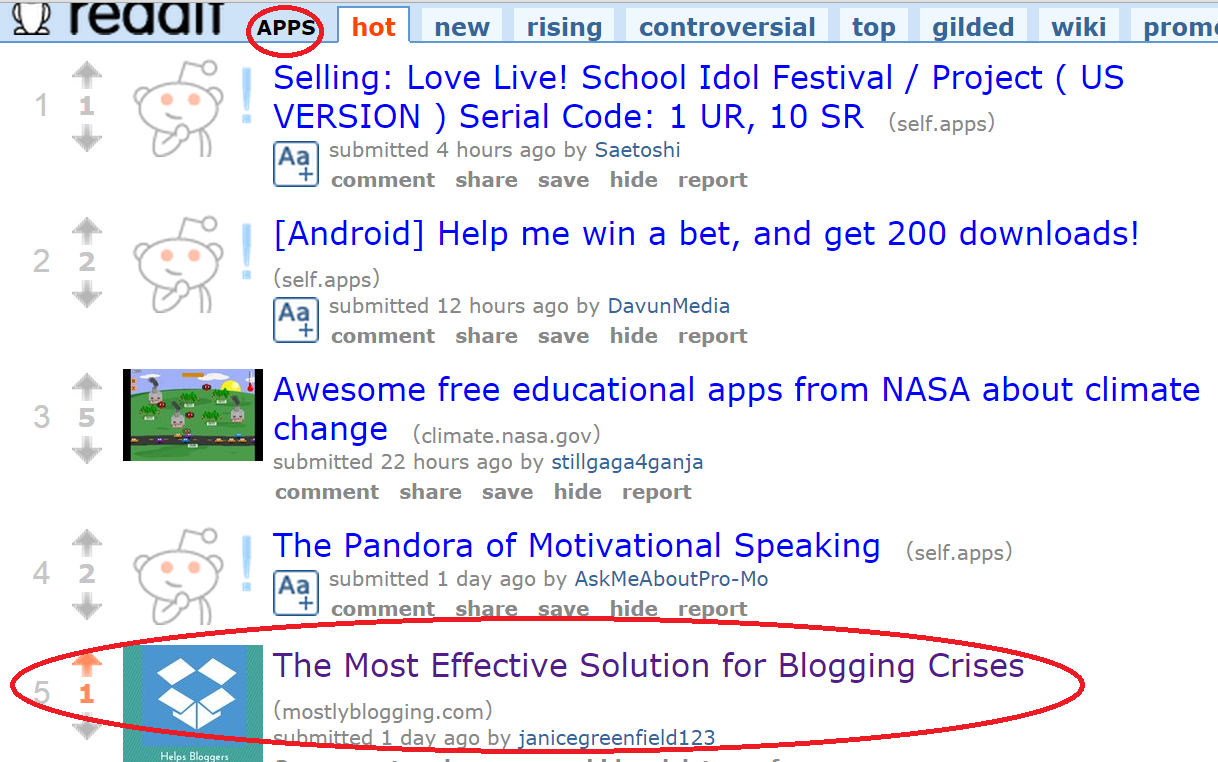 reddit APPS hot new rising controversial top gilded wiki
1
1
Selling: Love Live! School Idol Festival / Project ( US
VERSION ) Serial Code: 1 UR, 10 SR (self.apps)
Aa+ submitted 4 hours ago by Saetoshi
comment share save hide report
2
2
[Android] Help me win a bet, and get 200 downloads!
(self.apps)
Aa+ submitted 12 hours ago by DavunMedia
comment share save hide report
3
5
Awesome free educational apps from NASA about climate
change (climate.nasa.gov)
submitted 22 hours ago by stillgaga4ganja
comment share save hide report
4
2
The Pandora of Motivational Speaking (self.apps)
Aa+ submitted 1 day ago by AskMeAboutPro-Mo
comment share save hide report
5
1
The Most Effective Solution for Blogging Crises
(mostlyblogging.com)
submitted 1 day ago by janicegreenfield123
Helps Bloggers